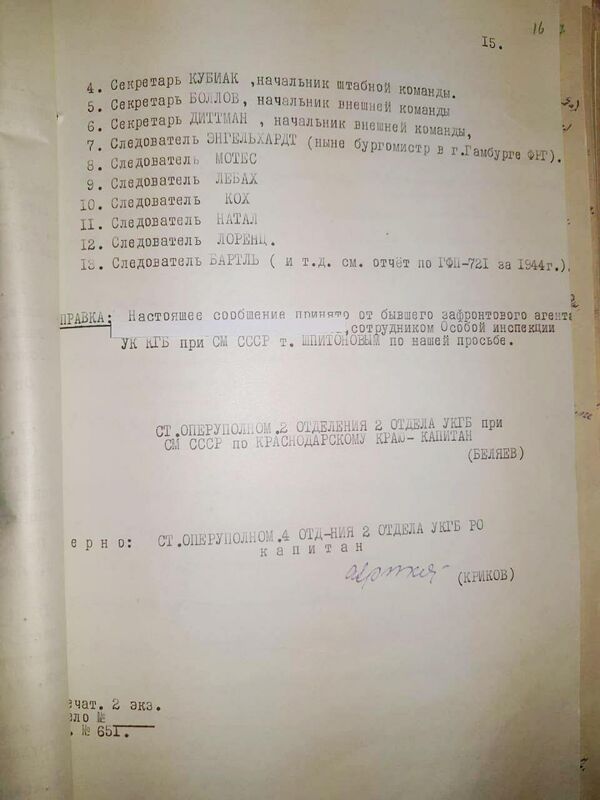 16
15.
4. Секретарь КУБИАК ,начальник штабной команды.
5. Секретарь БОЛЛОВ, начальник внешней команды
6. Секретарь ДИТТМАН , начальник внешней команды,
7. Следователь ЭНГЕЛЬХАРДТ (ныне бургомистр в г.Гамбурге ФРГ).
8. Следователь МОТЕС
9. Следователь ЛЕБАХ
10. Следователь КОХ
11. Следователь НАТАЛ
12. Следователь ЛОРЕНЦ.
13. Следователь БАРТЛЬ ( и т.д. см. отчёт по ГФП-721 за 1944г.).
ПРАВКА: Настоящее сообщение принято от бывшего зафронтового агента
,сотрудником Особой инспекции
УК КГБ при СМ СССР т. ШПИТОНОВЫМ по нашей просьбе.
СТ.ОПЕРУПОЛНОМ.2 ОТДЕЛЕНИЯ 2 ОТДЕЛА УКГБ при
СМ СССР по КРАСНОДАРСКОМУ КРАЮ- КАПИТАН
(БЕЛЯЕВ)
ерно: СТ.ОПЕРУПОЛНОМ.4 ОТД-НИЯ 2 ОТДЕЛА УКГБ РО
капитан
(КРИКОВ)
ечат. 2 экз.
ело №
. № 651.